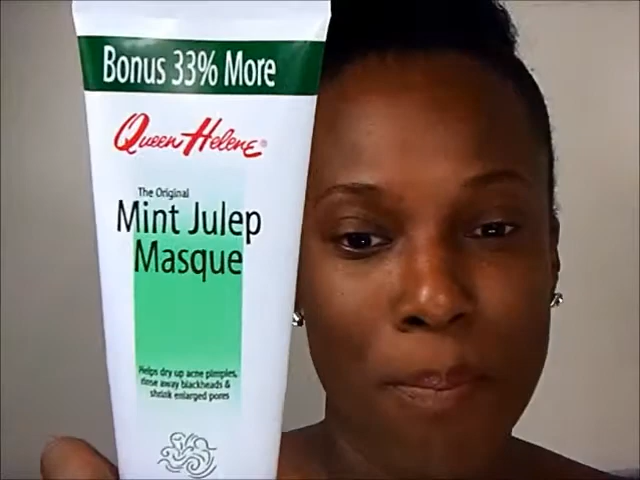 Bonus 33% More
Queen Helene®
The Original
Mint Julep
Masque
Helps dry up acne pimples,
rinse away blackheads &
shrink enlarged pores